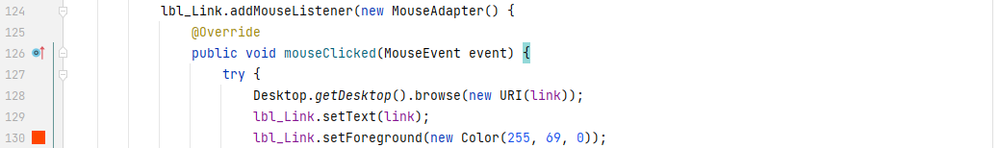 124 lbl_Link.addMouseListener(new MouseAdapter() {
125 @Override
126 public void mouseClicked(MouseEvent event) {
127 try {
128 Desktop.getDesktop().browse(new URI(link));
129 lbl_Link.setText(link);
130 lbl_Link.setForeground(new Color(255, 69, 0));